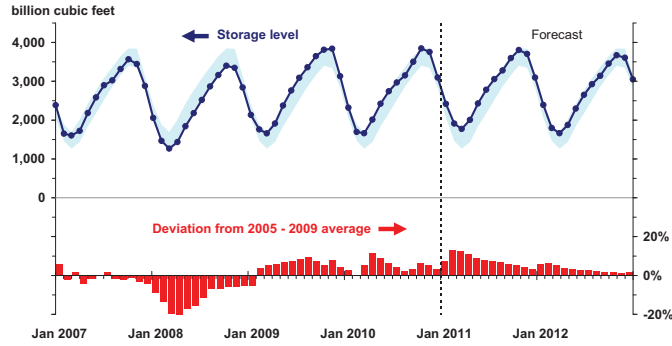 billion cubic feet
4,000
Storage level
Forecast
3,000
2,000
1,000
0
Deviation from 2005 - 2009 average
20%
0%
-20%
Jan 2007 Jan 2008 Jan 2009 Jan 2010 Jan 2011 Jan 2012